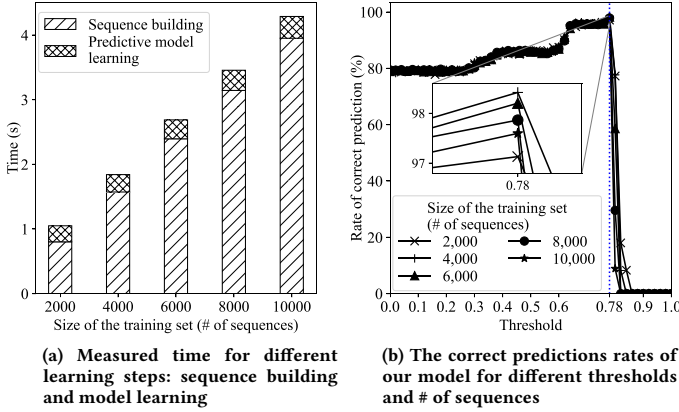 4
3
2
1
0
Time (s)
Sequence building
Predictive model
learning
2000 4000 6000 8000 10000
Size of the training set (# of sequences)
(a) Measured time for different
learning steps: sequence building
and model learning
100
80
60
40
20
0
Rate of correct prediction (%)
98
97
0.78
Size of the training set
(# of sequences)
2,000
4,000
6,000
8,000
10,000
0.0 0.1 0.2 0.3 0.4 0.5 0.6 0.78 0.9 1.0
Threshold
(b) The correct predictions rates of
our model for different thresholds
and # of sequences